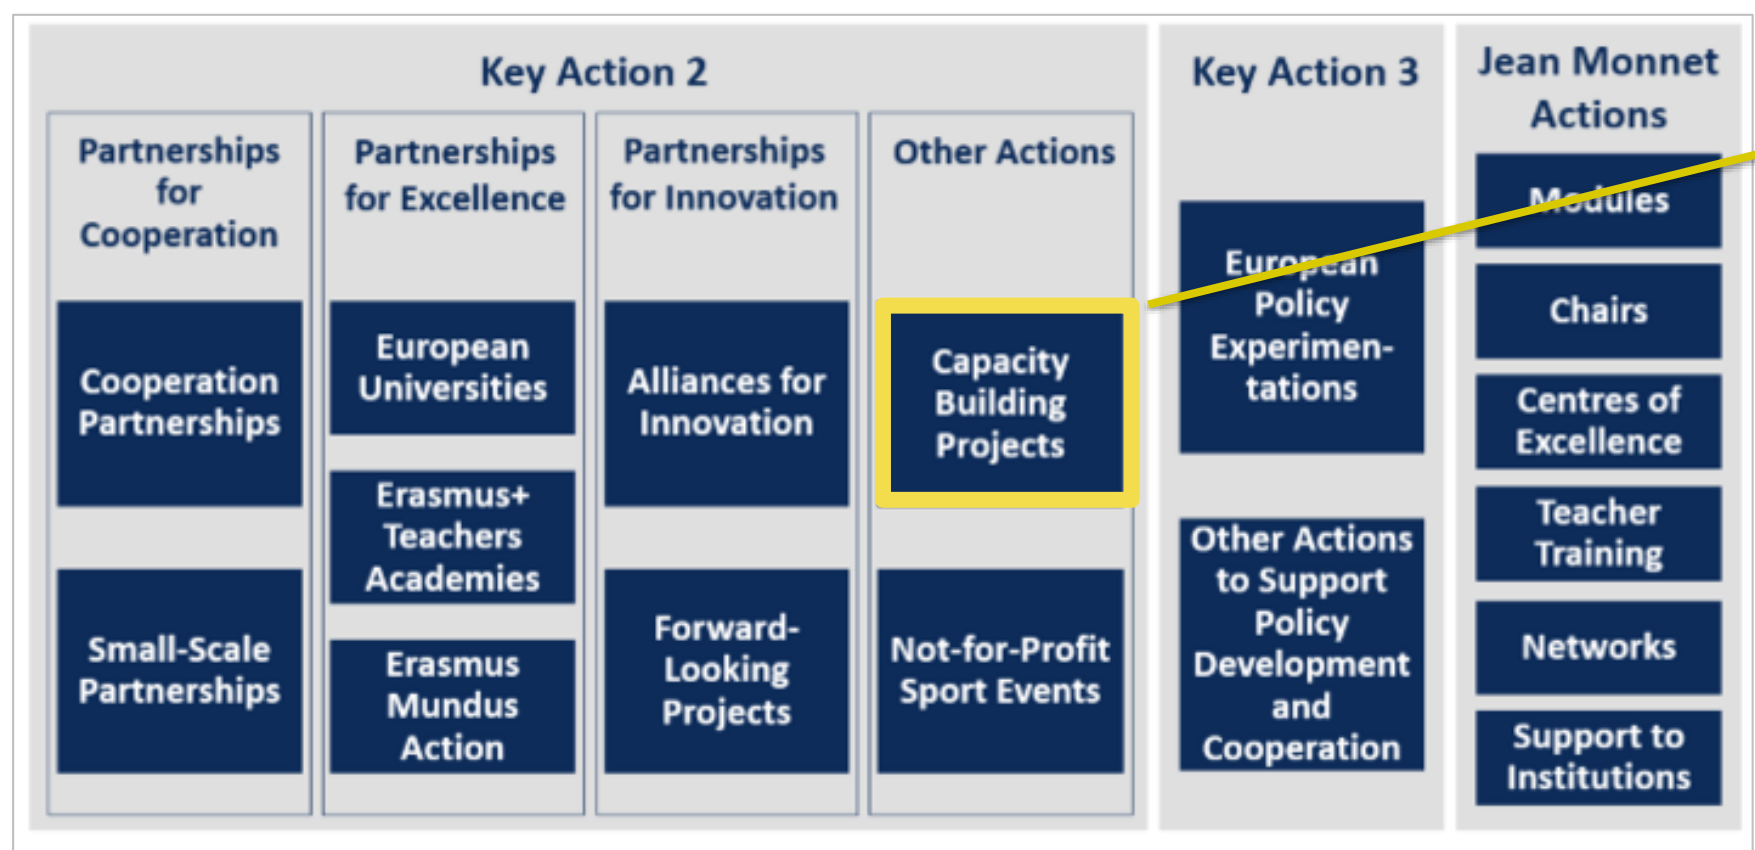 Key Action 2
Partnerships
for
Cooperation
Cooperation
Partnerships
Small-Scale
Partnerships
Partnerships
for Excellence
European
Universities
Erasmus+
Teachers
Academies
Erasmus
Mundus
Action
Partnerships
for Innovation
Alliances for
Innovation
Forward-
Looking
Projects
Other Actions
Capacity
Building
Projects
Not-for-Profit
Sport Events
Key Action 3
European
Policy
Experimen-
tations
Other Actions
to Support
Policy
Development
and
Cooperation
Jean Monnet
Actions
Modules
Chairs
Centres of
Excellence
Teacher
Training
Networks
Support to
Institutions